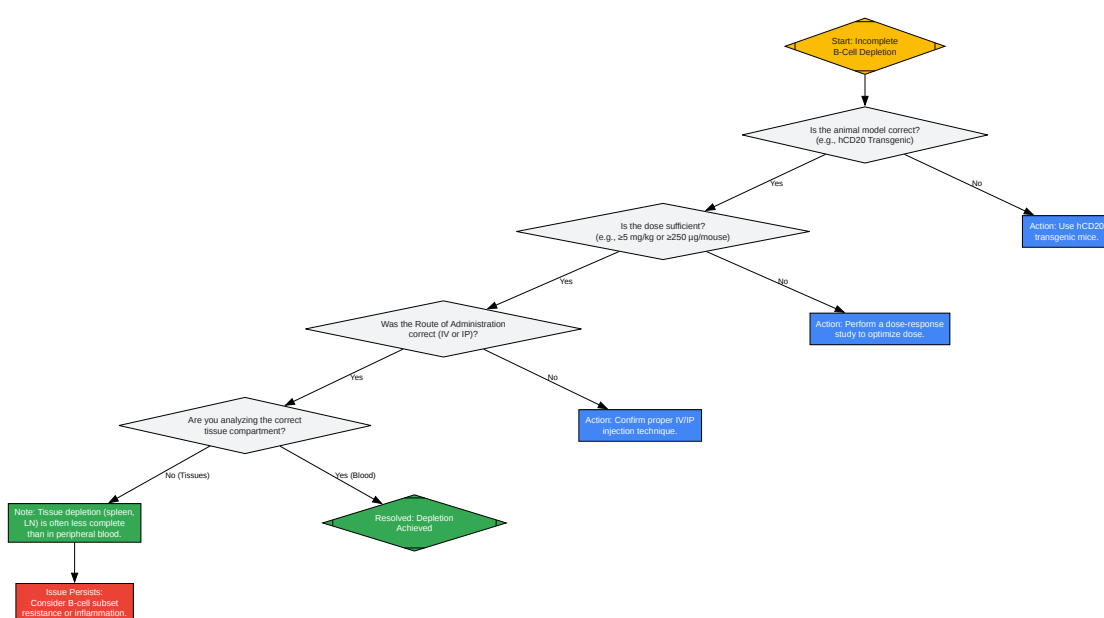 Start: Incomplete
B-Cell Depletion
Is the animal model correct?
(e.g., hCD20 Transgenic)
Yes
No
Is the dose sufficient?
(e.g., ≥5 mg/kg or ≥250 µg/mouse)
Action: Use hCD20
transgenic mice.
Yes
No
Was the Route of Administration
correct (IV or IP)?
Action: Perform a dose-response
study to optimize dose.
Yes
No
Are you analyzing the correct
tissue compartment?
Action: Confirm proper IV/IP
injection technique.
No (Tissues)
Yes (Blood)
Note: Tissue depletion (spleen,
LN) is often less complete
than in peripheral blood.
Resolved: Depletion
Achieved
Issue Persists:
Consider B-cell subset
resistance or inflammation.